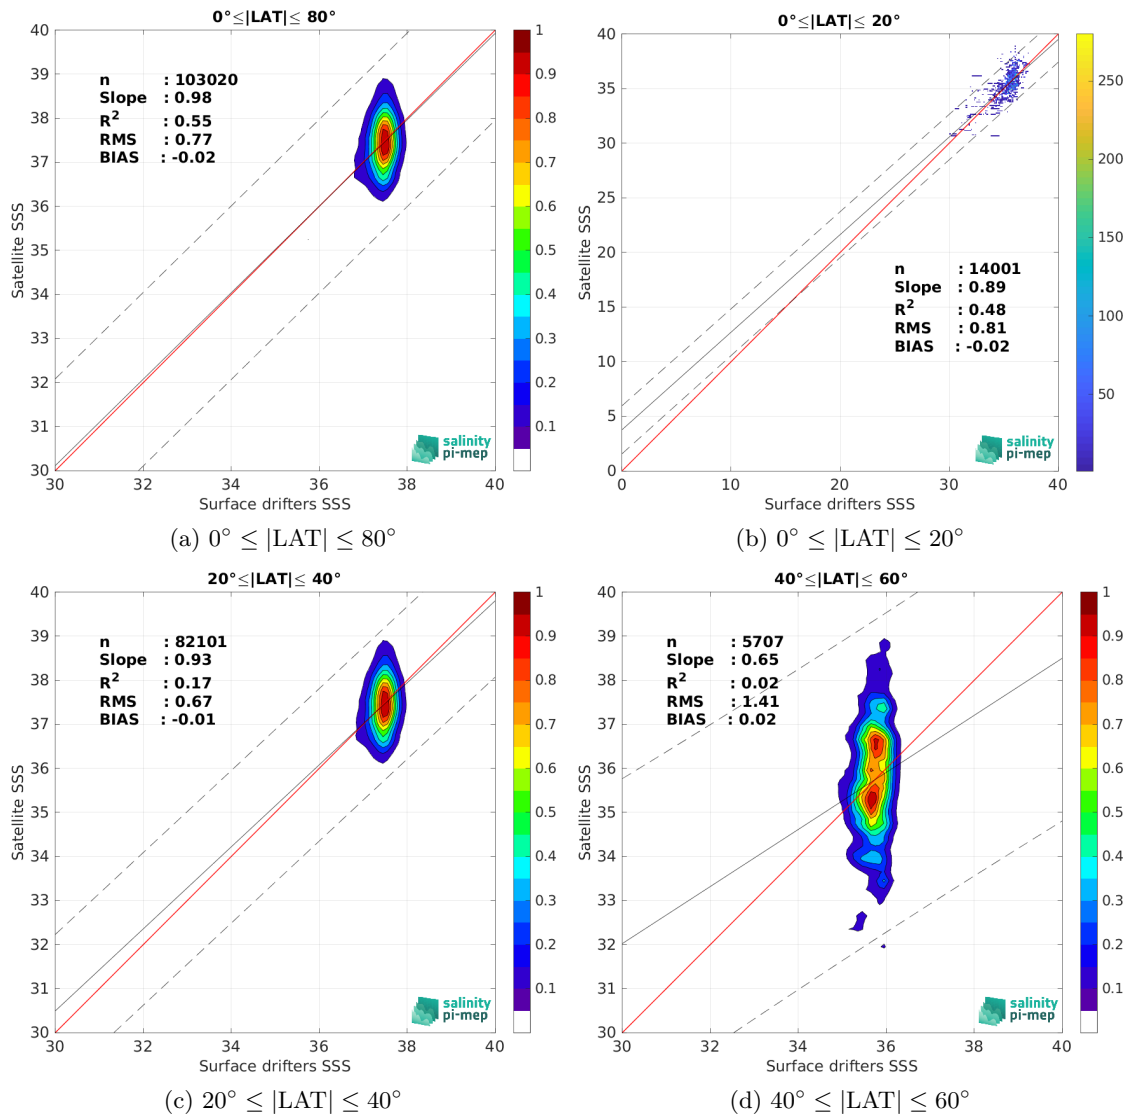 0°≤|LAT|≤ 80°
40
39
38
37
36
35
34
33
32
31
30
Satellite SSS
n : 103020
Slope : 0.98
R2 : 0.55
RMS : 0.77
BIAS : -0.02
salinity
pi-mep
30
32
34
36
38
40
Surface drifters SSS
1
0.9
0.8
0.7
0.6
0.5
0.4
0.3
0.2
0.1
(a) 0° ≤ |LAT| ≤ 80°
0°≤|LAT|≤ 20°
40
35
30
25
20
15
10
5
0
Satellite SSS
n : 14001
Slope : 0.89
R2 : 0.48
RMS : 0.81
BIAS : -0.02
salinity
pi-mep
0
10
20
30
40
Surface drifters SSS
250
200
150
100
50
(b) 0° ≤ |LAT| ≤ 20°
20°≤|LAT|≤ 40°
40
39
38
37
36
35
34
33
32
31
30
Satellite SSS
n : 82101
Slope : 0.93
R2 : 0.17
RMS : 0.67
BIAS : -0.01
salinity
pi-mep
30
32
34
36
38
40
Surface drifters SSS
1
0.9
0.8
0.7
0.6
0.5
0.4
0.3
0.2
0.1
(c) 20° ≤ |LAT| ≤ 40°
40°≤|LAT|≤ 60°
40
39
38
37
36
35
34
33
32
31
30
Satellite SSS
n : 5707
Slope : 0.65
R2 : 0.02
RMS : 1.41
BIAS : 0.02
salinity
pi-mep
30
32
34
36
38
40
Surface drifters SSS
1
0.9
0.8
0.7
0.6
0.5
0.4
0.3
0.2
0.1
(d) 40° ≤ |LAT| ≤ 60°